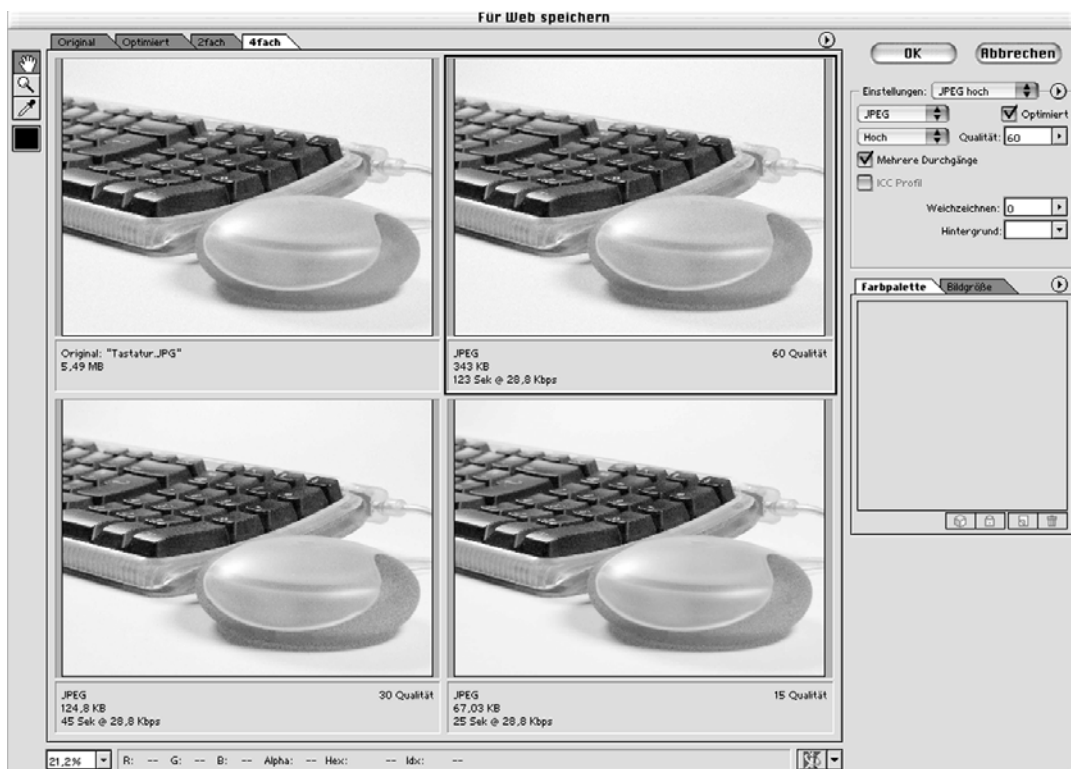 Für Web speichern
Original Optimiert 2fach 4fach
OK Abbrechen
Einstellungen: JPEG hoch
JPEG Optimiert
Hoch Qualität: 60
Mehrere Durchgänge
ICC Profil
Weichzeichnen: 0
Hintergrund:
Farbpalette Bildgröße
Original: "Tastatur.JPG"
5,49 MB
JPEG 60 Qualität
343 KB
123 Sek @ 28,8 Kbps
JPEG 30 Qualität
124,8 KB
45 Sek @ 28,8 Kbps
JPEG 15 Qualität
67,03 KB
25 Sek @ 28,8 Kbps
21,2% R: -- G: -- B: -- Alpha: -- Hex: -- Idx: --